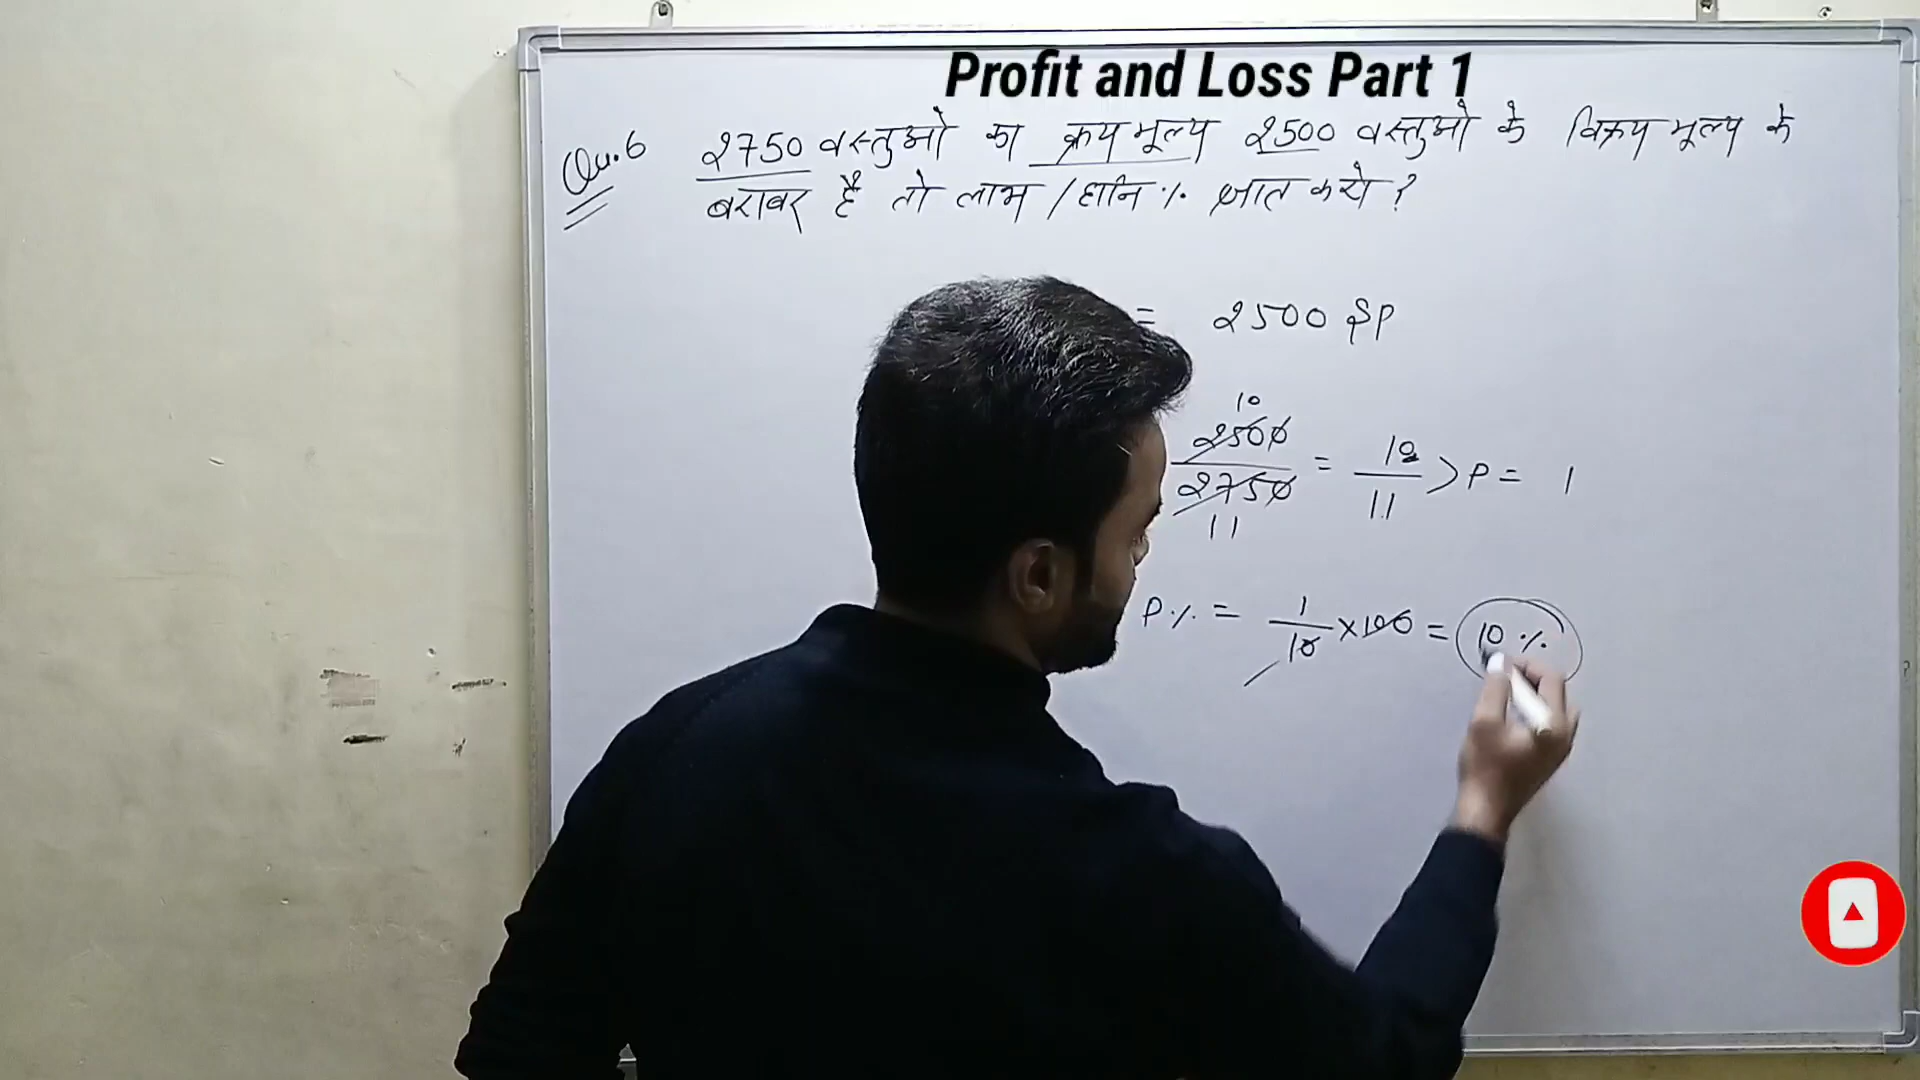 Profit and Loss Part 1
Qu.6 2750 वस्तुओ का क्रय मूल्य 2500 वस्तुओ के विक्रय मूल्य के
बराबर है तो लाभ / हानि % ज्ञात करो ?
= 2500 SP
10
2500
2750
11
= 10/11 > P = 1
P% = 1/10 × 100 = 10 %